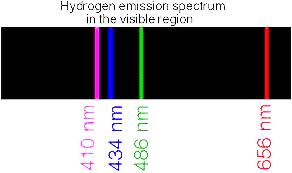 Hydrogen emission spectrum
in the visible region
410 nm
434 nm
486 nm
656 nm